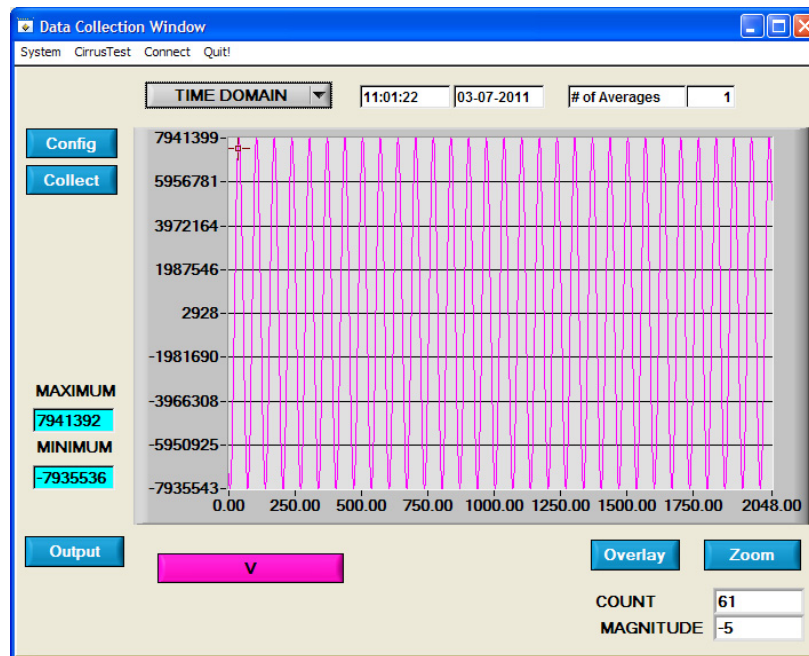 Data Collection Window
System CirrusTest Connect Quit!
TIME DOMAIN 11:01:22 03-07-2011 # of Averages 1
Config
Collect
7941399
5956781
3972164
1987546
2928
-1981690
-3966308
-5950925
-7935543
0.00 250.00 500.00 750.00 1000.00 1250.00 1500.00 1750.00 2048.00
MAXIMUM
7941392
MINIMUM
-7935536
Output
V
Overlay Zoom
COUNT 61
MAGNITUDE -5